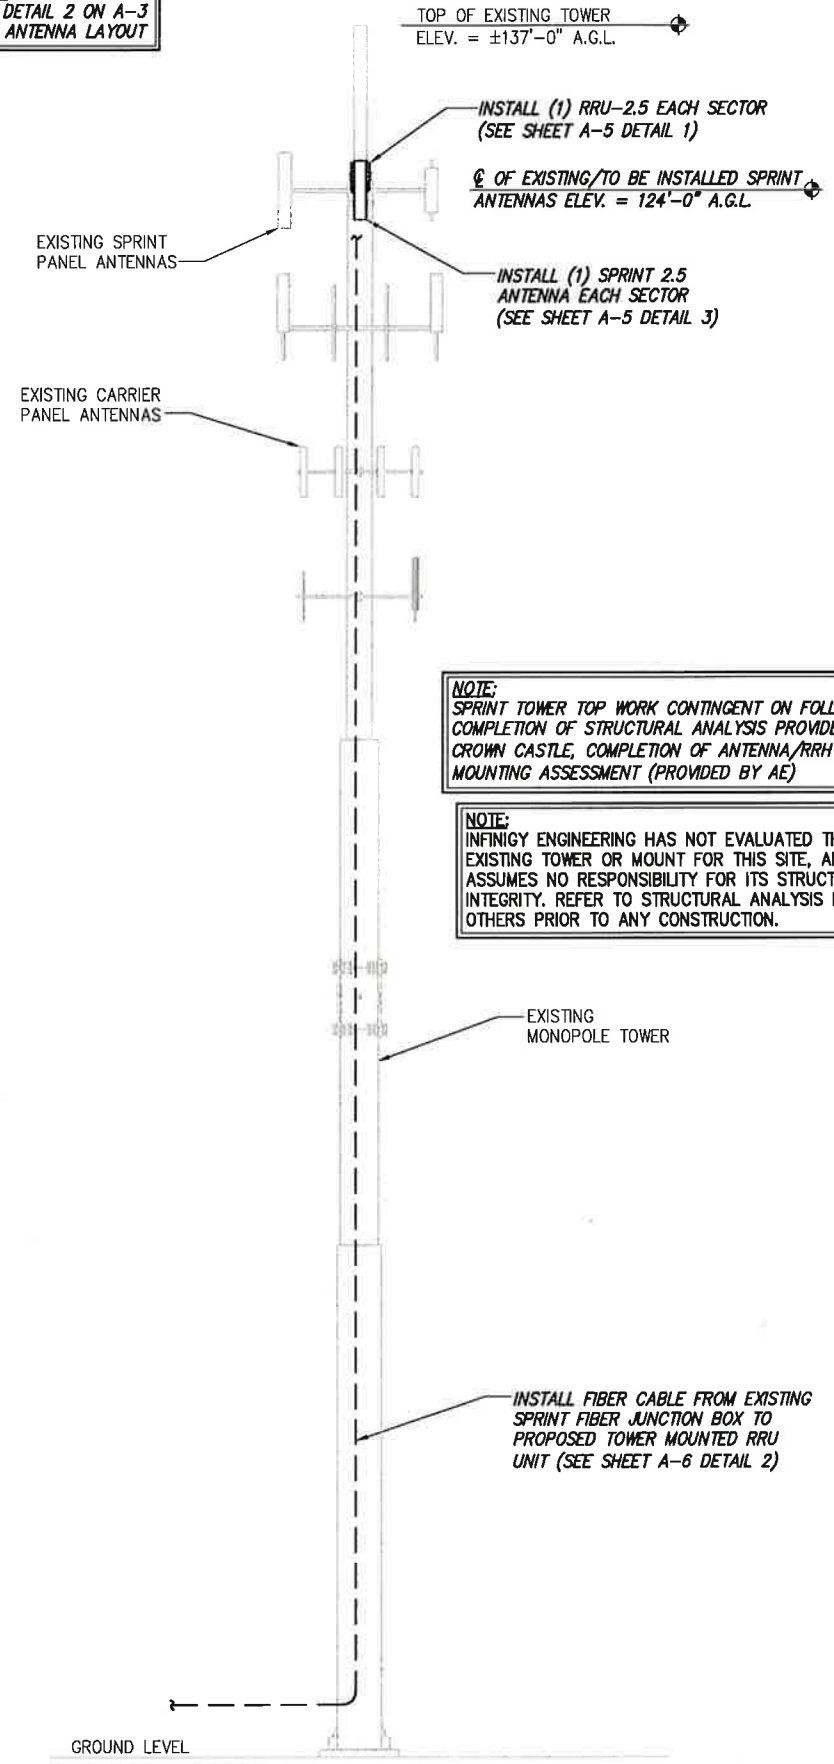 DETAIL 2 ON A-3
ANTENNA LAYOUT
TOP OF EXISTING TOWER
ELEV. = ±137'-0" A.G.L.
INSTALL (1) RRU-2.5 EACH SECTOR
(SEE SHEET A-5 DETAIL 1)
℄ OF EXISTING/TO BE INSTALLED SPRINT
ANTENNAS ELEV. = 124'-0" A.G.L.
EXISTING SPRINT
PANEL ANTENNAS
INSTALL (1) SPRINT 2.5
ANTENNA EACH SECTOR
(SEE SHEET A-5 DETAIL 3)
EXISTING CARRIER
PANEL ANTENNAS
NOTE:
SPRINT TOWER TOP WORK CONTINGENT ON
COMPLETION OF STRUCTURAL ANALYSIS
CROWN CASTLE, COMPLETION OF ANTENNA/RRH
MOUNTING ASSESSMENT (PROVIDED BY AE)
NOTE:
INFINIGY ENGINEERING HAS NOT EVALUATED
EXISTING TOWER OR MOUNT FOR THIS SITE,
ASSUMES NO RESPONSIBILITY FOR ITS
INTEGRITY. REFER TO STRUCTURAL ANALYSIS
OTHERS PRIOR TO ANY CONSTRUCTION.
EXISTING
MONOPOLE TOWER
INSTALL FIBER CABLE FROM EXISTING
SPRINT FIBER JUNCTION BOX TO
PROPOSED TOWER MOUNTED RRU
UNIT (SEE SHEET A-6 DETAIL 2)
GROUND LEVEL